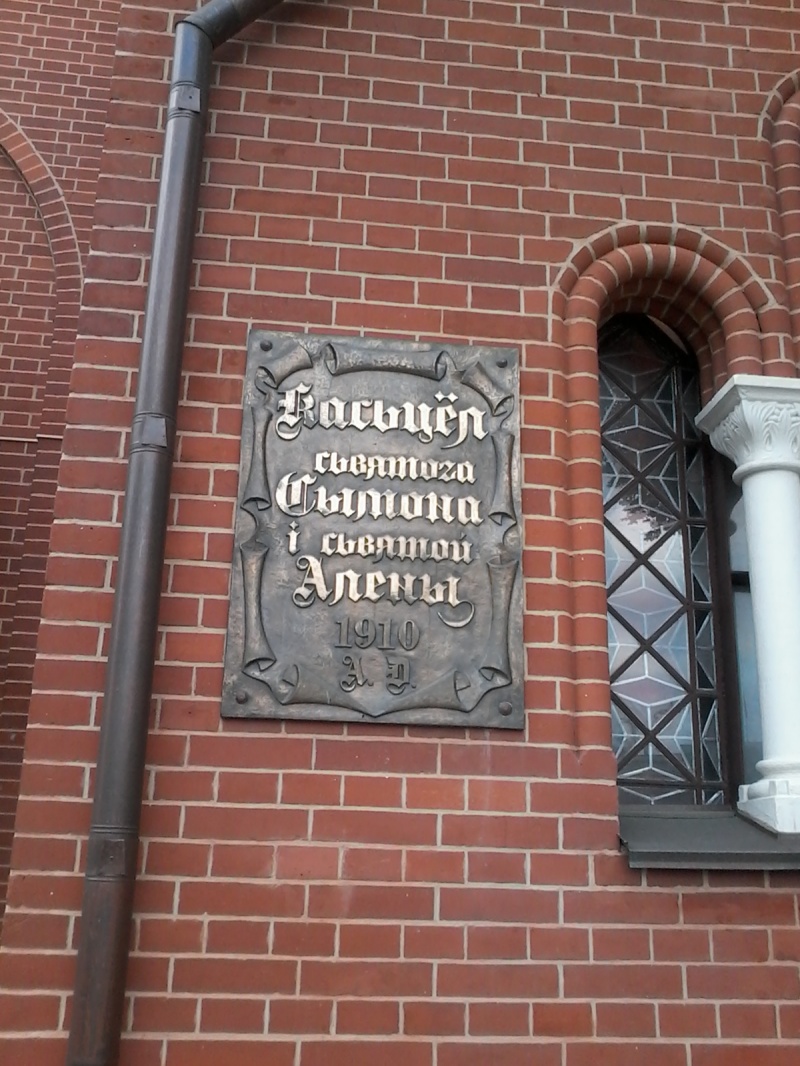 Касьцёл
сьвятога
Сымона
і сьвятой
Алены
1910
A. D.